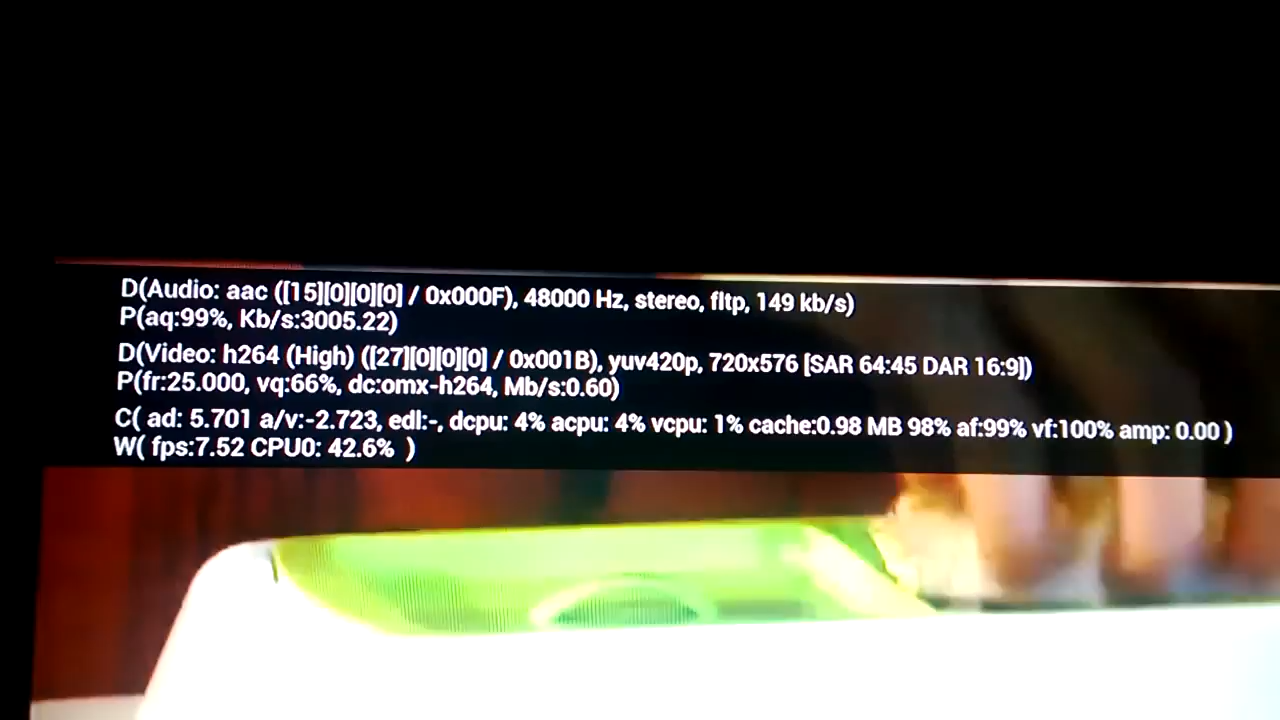 D(Audio: aac ([15][0][0][0] / 0x000F), 48000 Hz, stereo, fltp, 149 kb/s)
P(aq:99%, Kb/s:3005.22)
D(Video: h264 (High) ([27][0][0][0] / 0x001B), yuv420p, 720x576 [SAR 64:45 DAR 16:9])
P(fr:25.000, vq:66%, dc:omx-h264, Mb/s:0.60)
C( ad: 5.701 a/v:-2.723, edl:-, dcpu: 4% acpu: 4% vcpu: 1% cache:0.98 MB 98% af:99% vf:100% amp: 0.00 )
W( fps:7.52 CPU0: 42.6% )